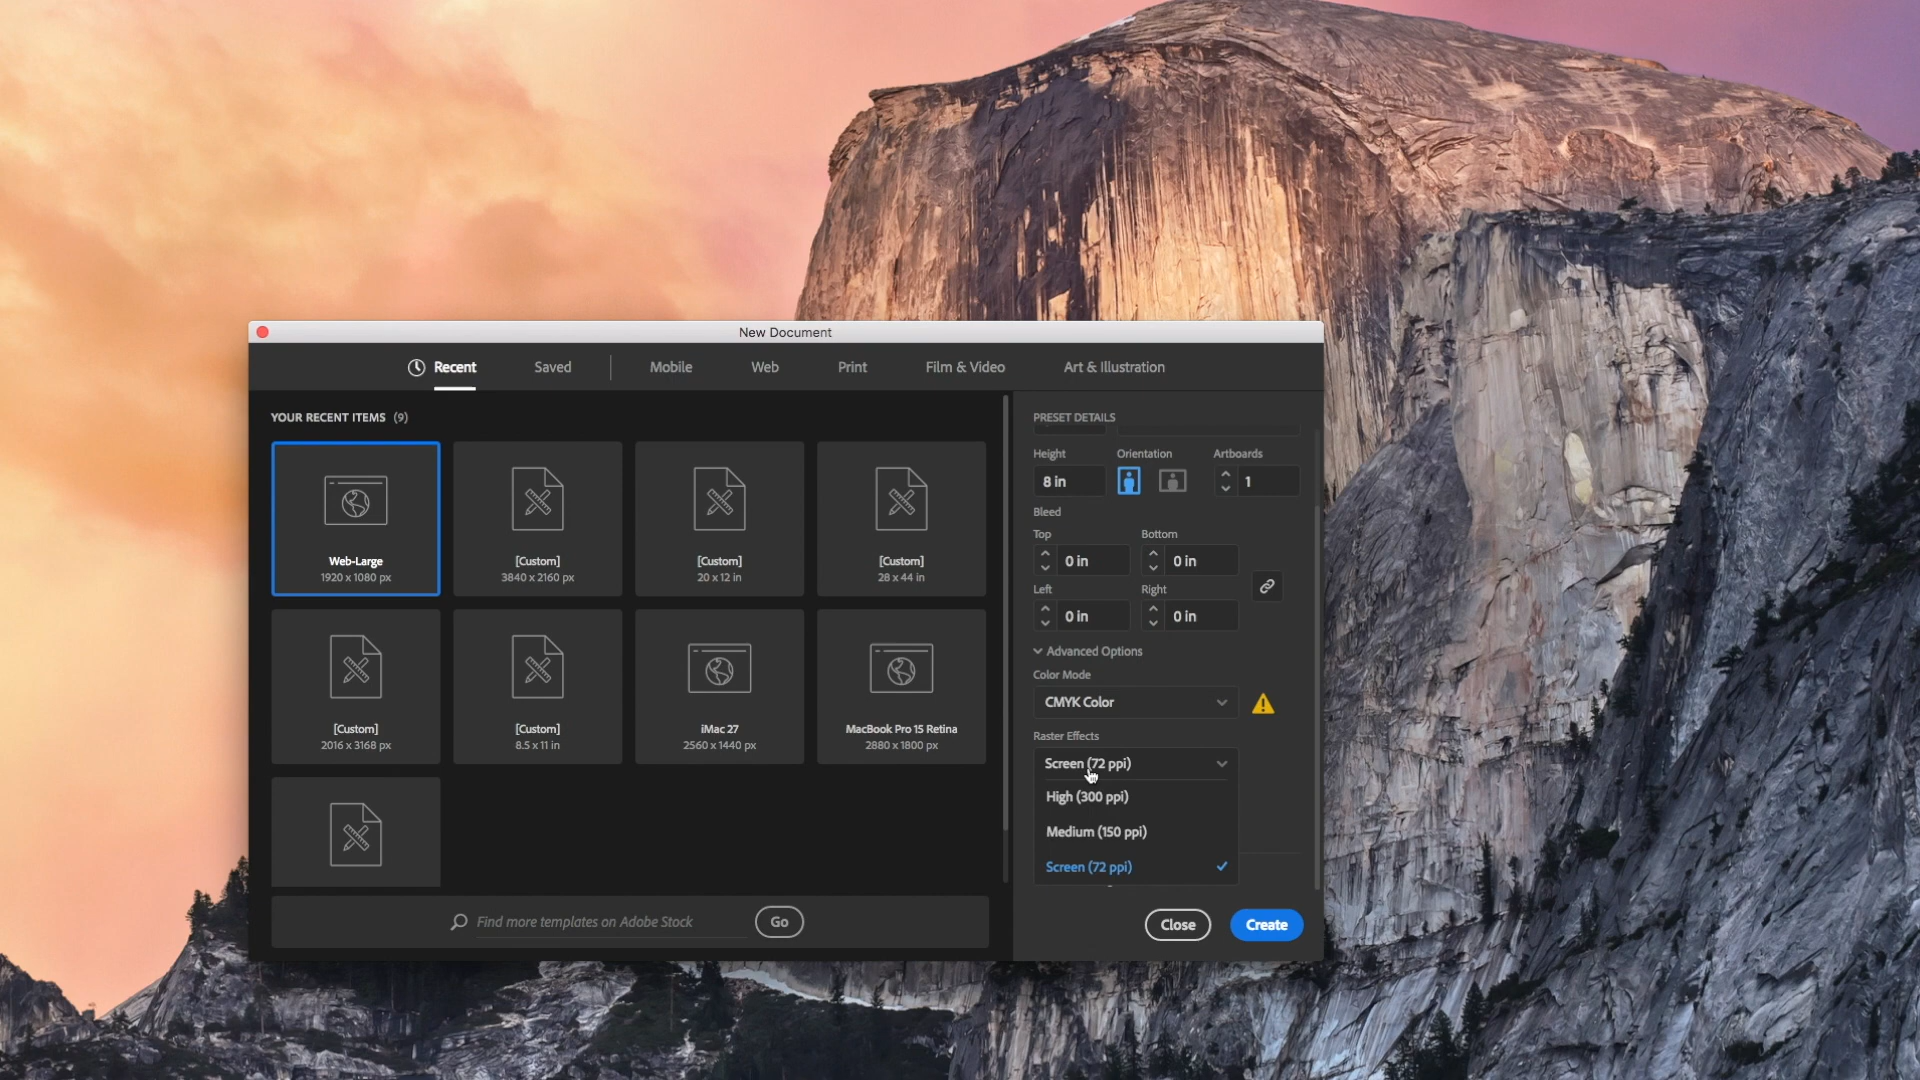 New Document
Recent
Saved
Mobile
Web
Print
Film & Video
Art & Illustration
YOUR RECENT ITEMS (9)
Web-Large
1920 x 1080 px
[Custom]
3840 x 2160 px
[Custom]
20 x 12 in
[Custom]
28 x 44 in
[Custom]
2016 x 3168 px
[Custom]
8.5 x 11 in
iMac 27
2560 x 1440 px
MacBook Pro 15 Retina
2880 x 1800 px
Find more templates on Adobe Stock
Go
PRESET DETAILS
Height
Orientation
Artboards
8 in
1
Bleed
Top
Bottom
0 in
0 in
Left
Right
0 in
0 in
Advanced Options
Color Mode
CMYK Color
Raster Effects
Screen (72 ppi)
High (300 ppi)
Medium (150 ppi)
Screen (72 ppi)
Close
Create